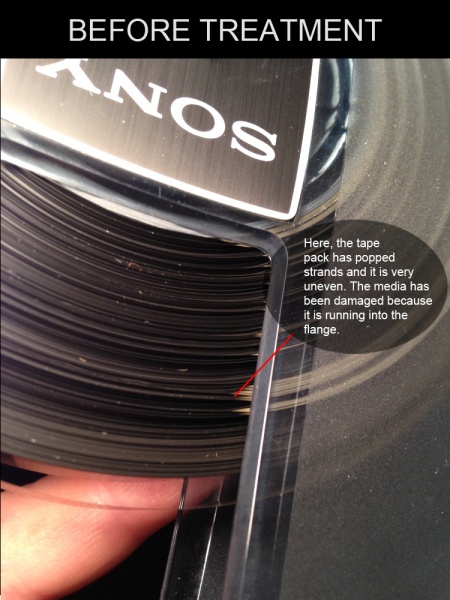 BEFORE TREATMENT
SONY
Here, the tape
pack has popped
strands and it is very
uneven. The media has
been damaged because
it is running into the
flange.